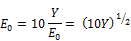 E₀ = 10 Y/E₀ = (10Y)^1/2